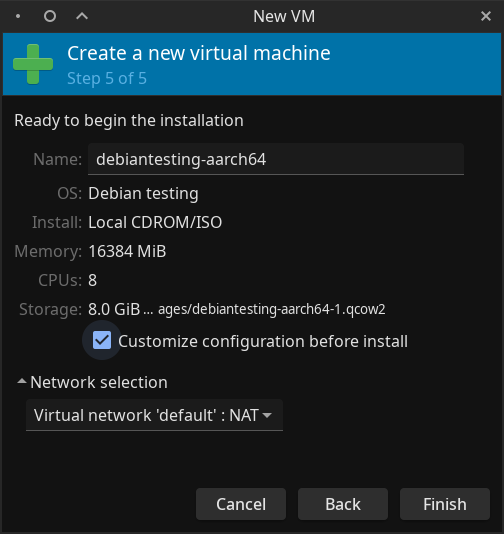 New VM
Create a new virtual machine
Step 5 of 5
Ready to begin the installation
Name: debiantesting-aarch64
OS: Debian testing
Install: Local CDROM/ISO
Memory: 16384 MiB
CPUs: 8
Storage: 8.0 GiB ... ages/debiantesting-aarch64-1.qcow2
Customize configuration before install
Network selection
Virtual network 'default' : NAT
Cancel Back Finish